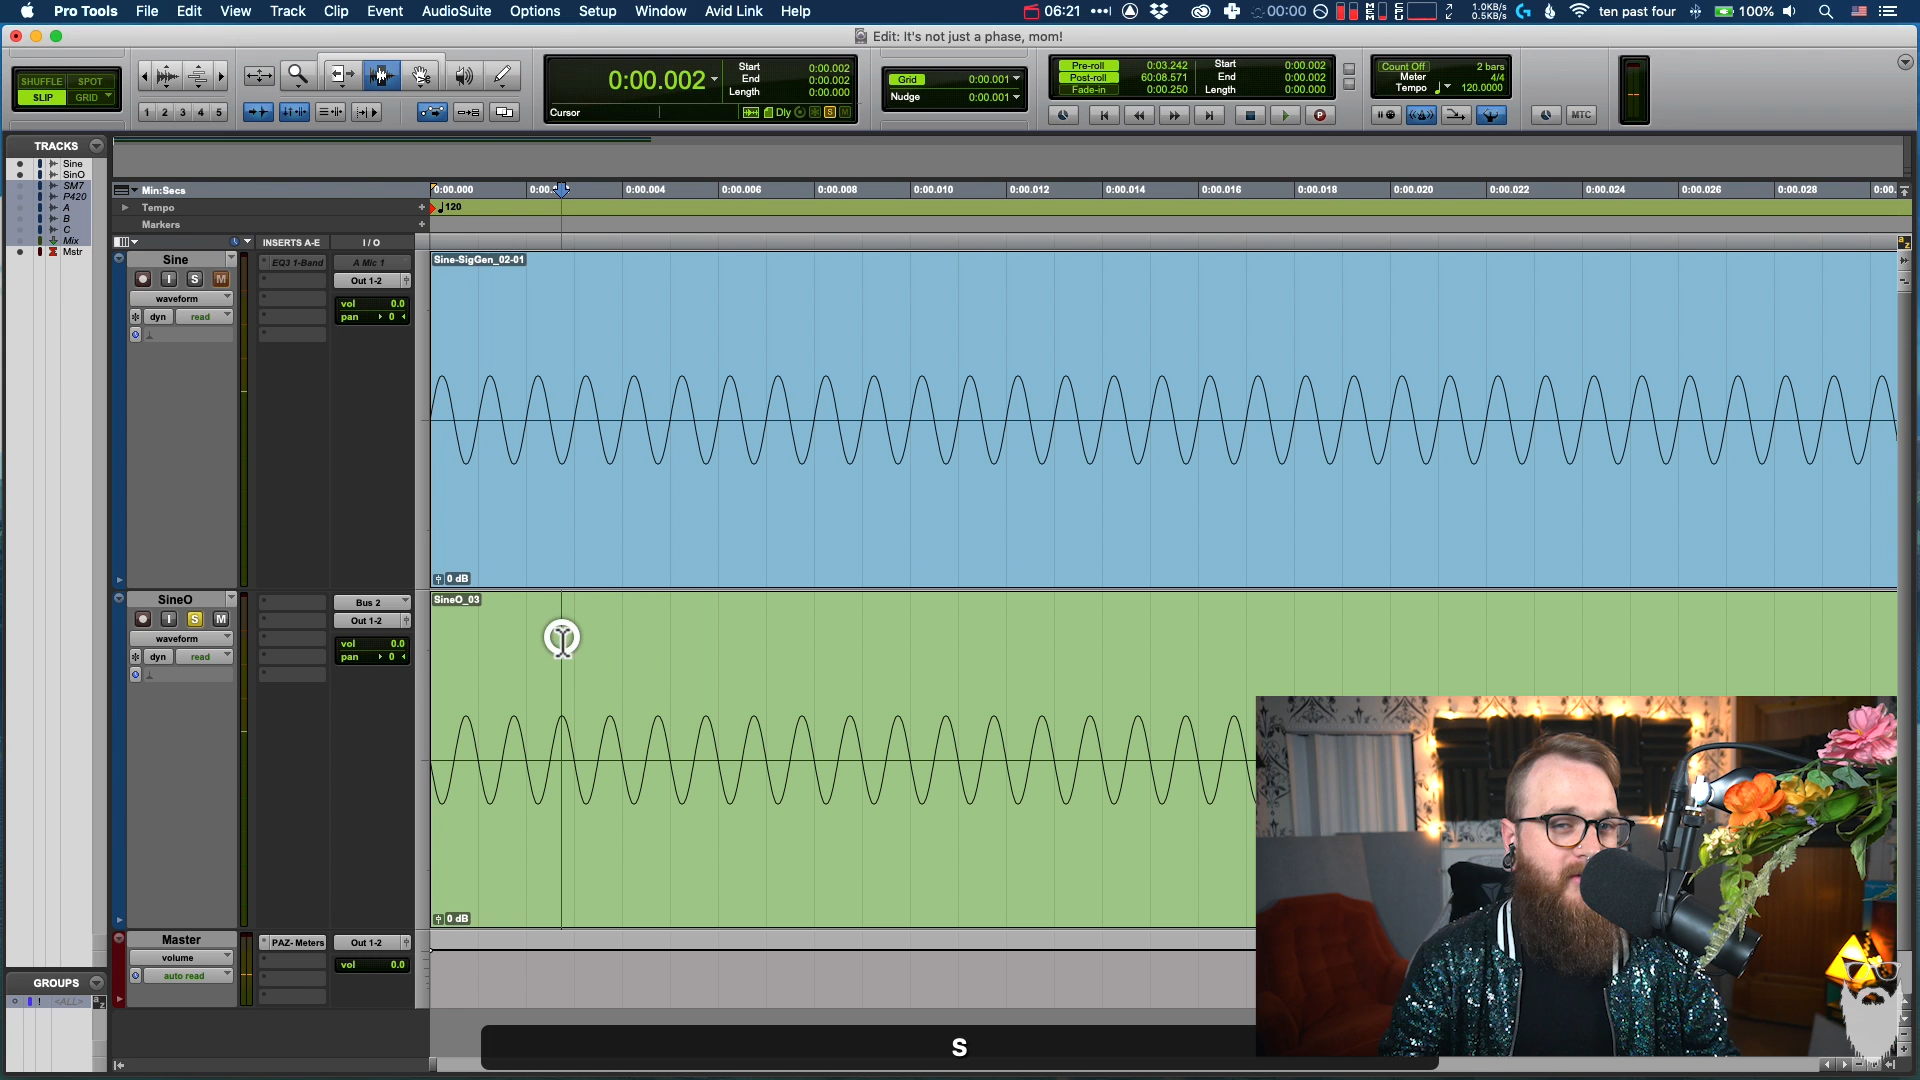 Pro Tools File Edit View Track Clip Event AudioSuite Options Setup Window Avid Link Help 06:21 00:00 MEM CPU 1.0KB/s 0.5KB/s ten past four 100%
Edit: It's not just a phase, mom!
SHUFFLE SPOT
SLIP GRID
1 2 3 4 5
0:00.002
Start 0:00.002
End 0:00.002
Length 0:00.000
Cursor Dly S M
Grid 0:00.001
Nudge 0:00.001
Pre-roll 0:03.242 Start 0:00.002
Post-roll 60:08.571 End 0:00.002
Fade-in 0:00.250 Length 0:00.000
Count Off 2 bars
Meter 4/4
Tempo 120.0000
MTC
TRACKS
Sine
SinO
SM7
P420
A
B
C
Mix
Mstr
Min:Secs 0:00.000 0:00. 0:00.004 0:00.006 0:00.008 0:00.010 0:00.012 0:00.014 0:00.016 0:00.018 0:00.020 0:00.022 0:00.024 0:00.026 0:00.028 0:00.
Tempo 120
Markers
INSERTS A-E I / O
Sine EQ3 1-Band A Mic 1 Sine-SigGen_02-01
I S M Out 1-2
waveform
vol 0.0
dyn read pan 0
0 dB
SineO Bus 2 SineO_03
I S M Out 1-2
waveform
vol 0.0
dyn read pan 0
0 dB
Master PAZ- Meters Out 1-2
volume vol 0.0
auto read
GROUPS
! <ALL> a z
S